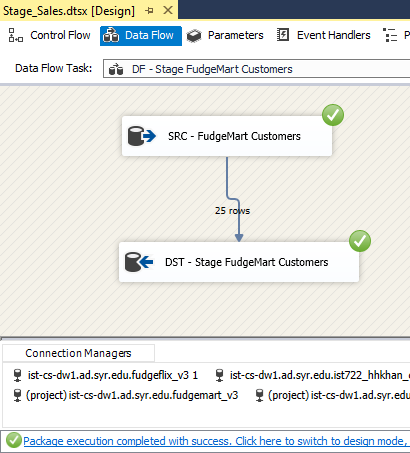 Stage_Sales.dtsx [Design]
Control Flow Data Flow Parameters Event Handlers
Data Flow Task: DF - Stage FudgeMart Customers
SRC - FudgeMart Customers
25 rows
DST - Stage FudgeMart Customers
Connection Managers
ist-cs-dw1.ad.syr.edu.fudgeflix_v3 1 ist-cs-dw1.ad.syr.edu.ist722_hhkhan_
(project) ist-cs-dw1.ad.syr.edu.fudgemart_v3 (project) ist-cs-dw1.ad.syr.edu.is
Package execution completed with success. Click here to switch to design mode,